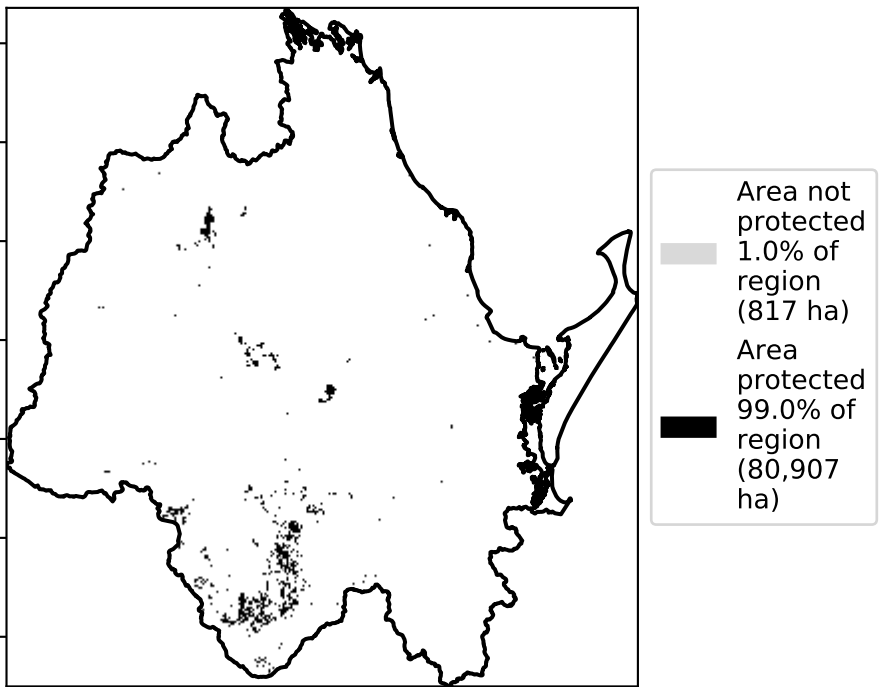 Area not
protected
1.0% of
region
(817 ha)
Area
protected
99.0% of
region
(80,907
ha)